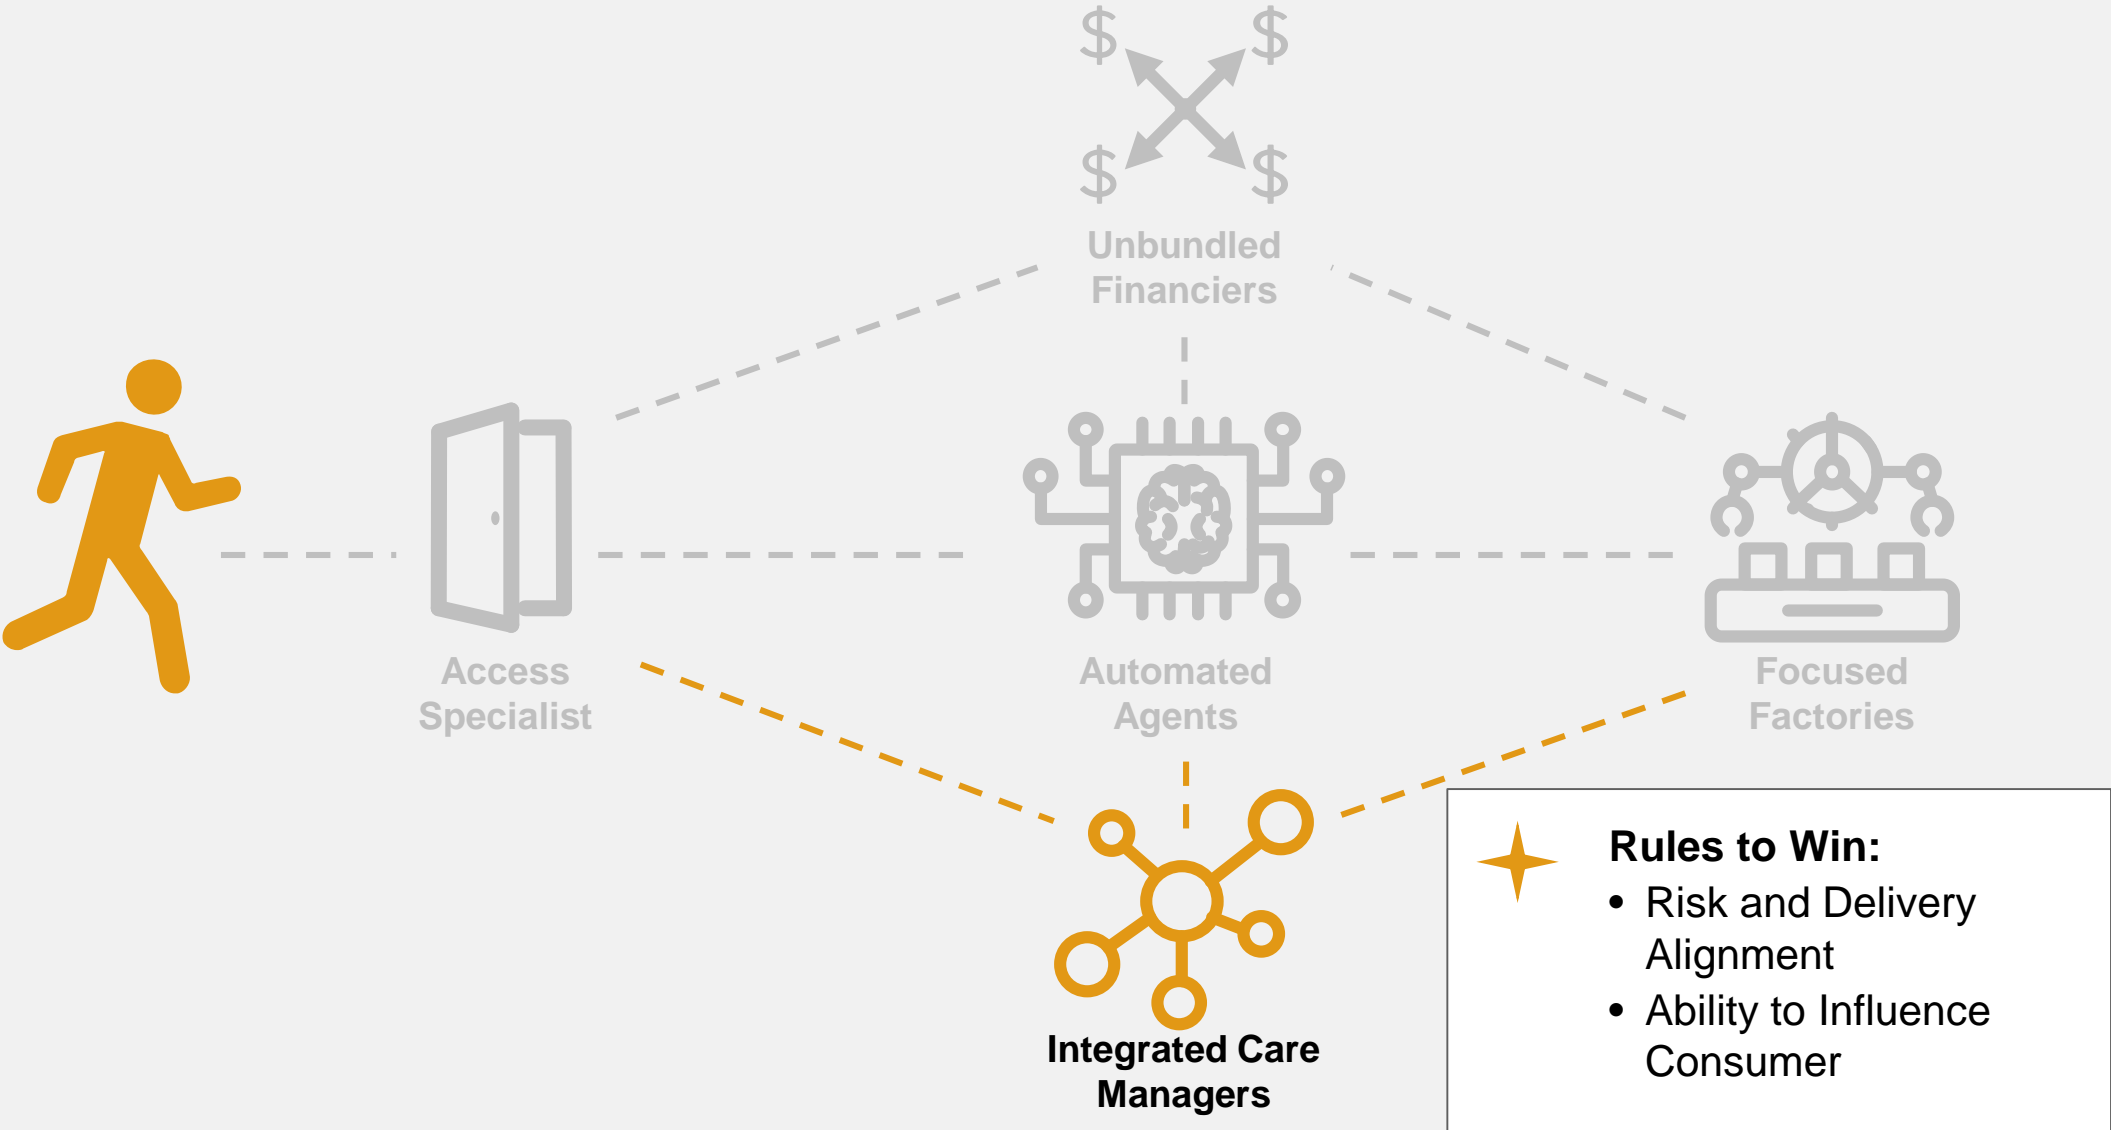 $ $
$ $
Unbundled
Financiers
Access
Specialist
Automated
Agents
Focused
Factories
Integrated Care
Managers
Rules to Win:
• Risk and Delivery
Alignment
• Ability to Influence
Consumer